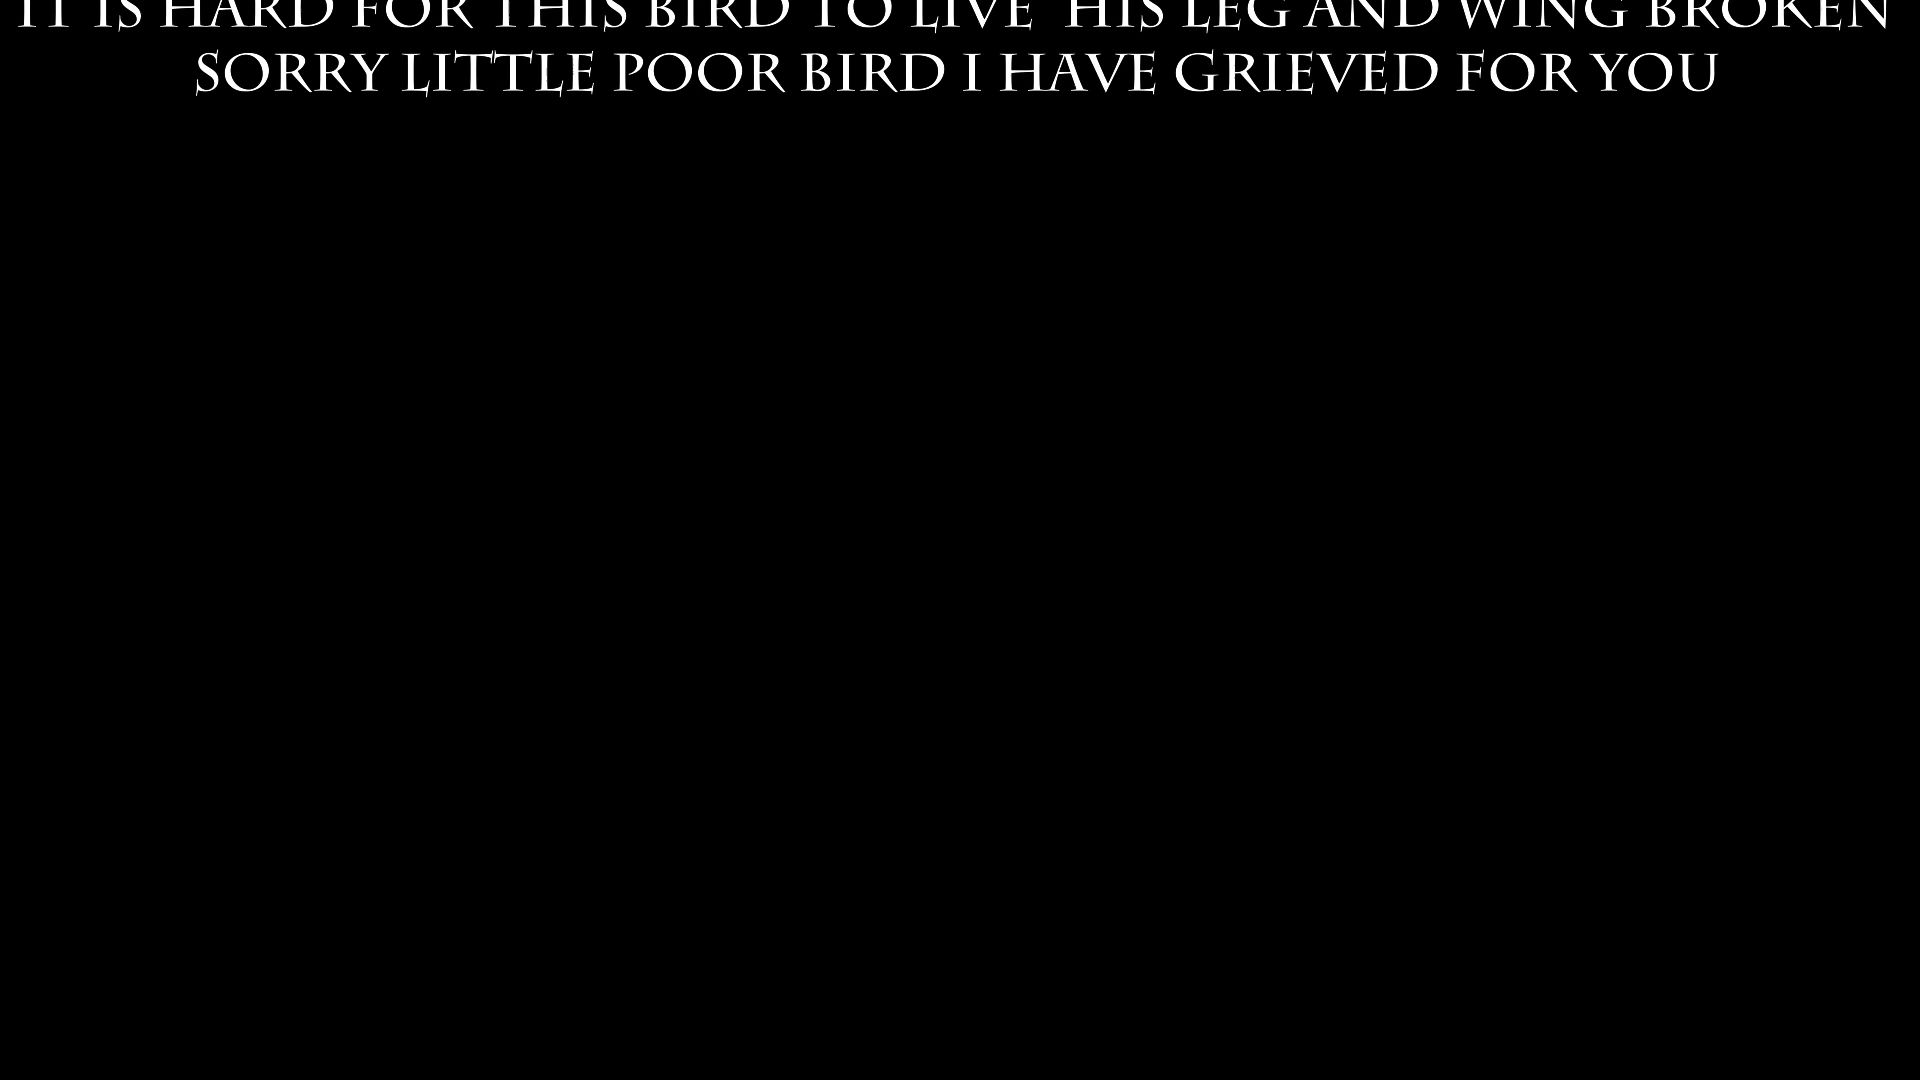 IT IS HARD FOR THIS BIRD TO LIVE HIS LEG AND WING BROKEN
SORRY LITTLE POOR BIRD I HAVE GRIEVED FOR YOU